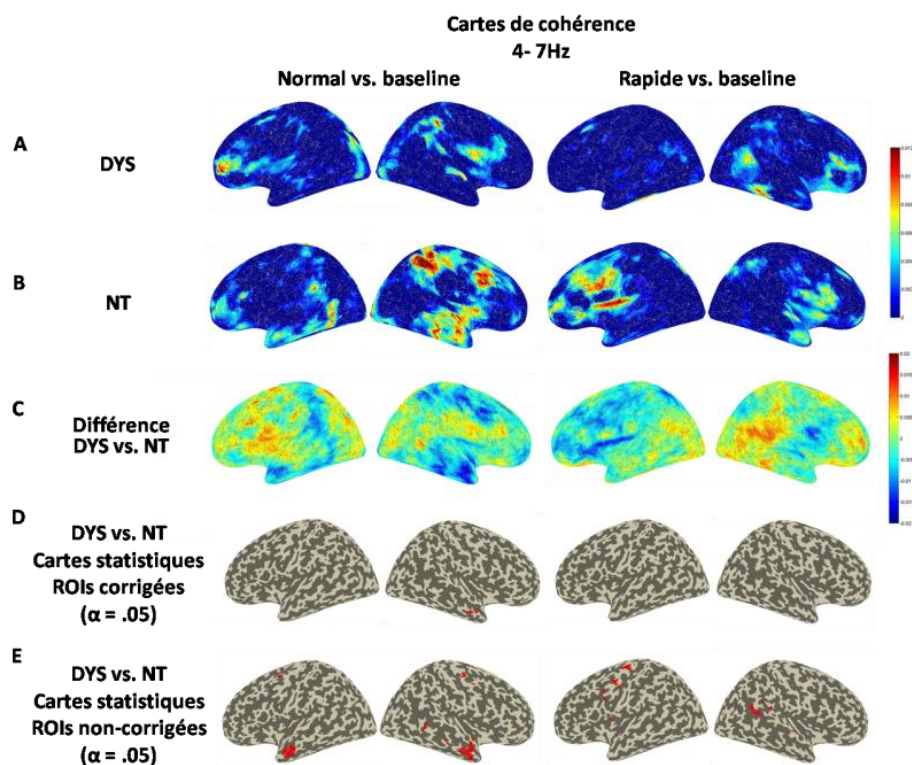 Cartes de cohérence
4- 7Hz
Normal vs. baseline
Rapide vs. baseline
A
DYS
B
NT
C
Différence
DYS vs. NT
D
DYS vs. NT
Cartes statistiques
ROIs corrigées
(α = .05)
E
DYS vs. NT
Cartes statistiques
ROIs non-corrigées
(α = .05)